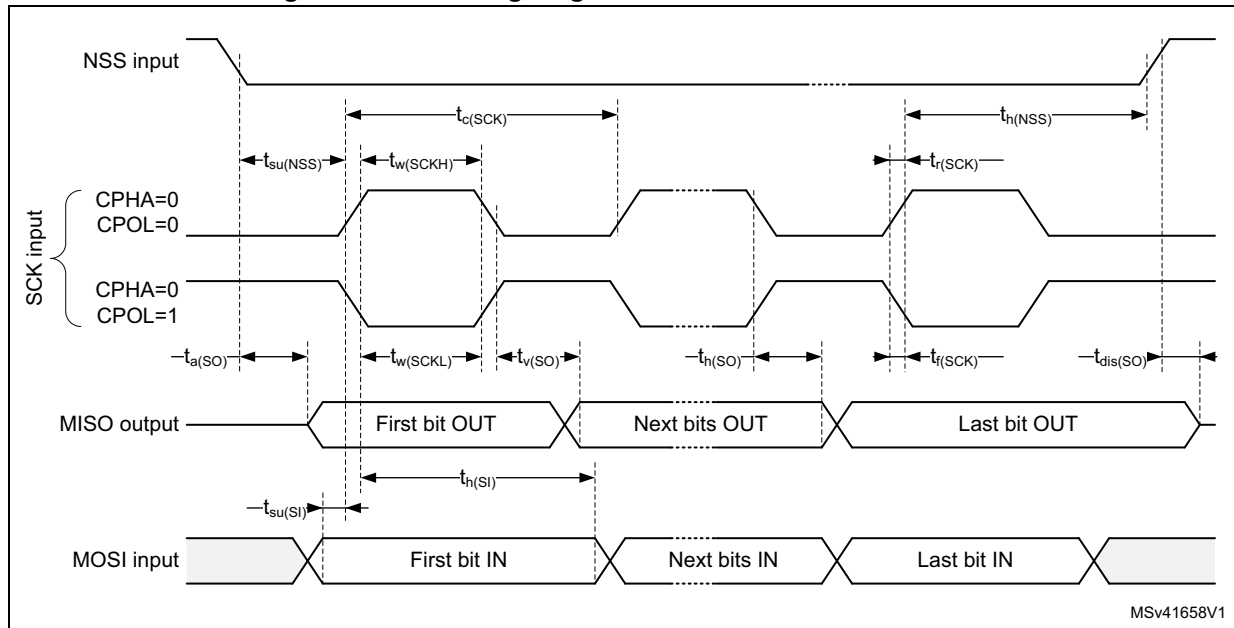 NSS input
tc(SCK)
th(NSS)
tsu(NSS)
tw(SCKH)
tr(SCK)
SCK input
CPHA=0
CPOL=0
CPHA=0
CPOL=1
ta(SO)
tw(SCKL)
tv(SO)
th(SO)
tf(SCK)
tdis(SO)
MISO output
First bit OUT
Next bits OUT
Last bit OUT
th(SI)
tsu(SI)
MOSI input
First bit IN
Next bits IN
Last bit IN
MSv41658V1